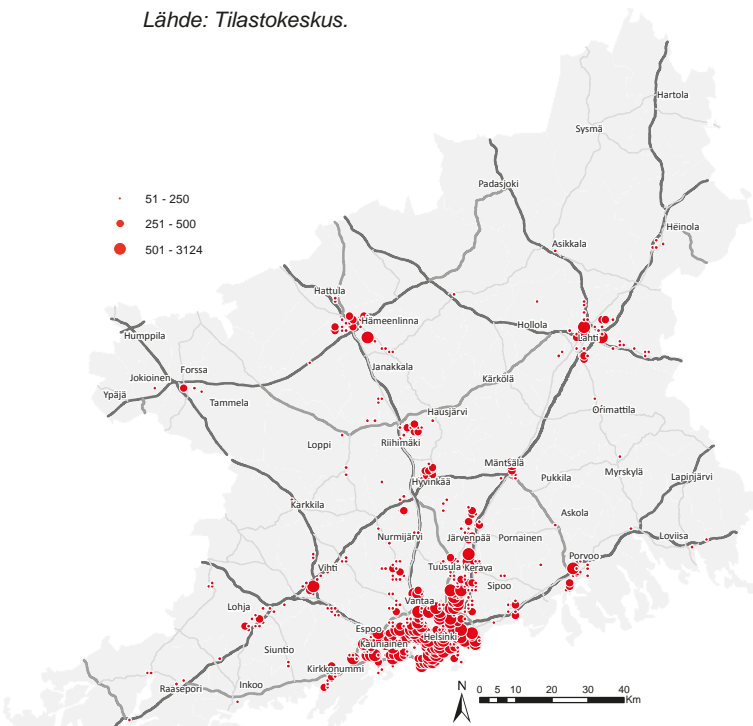 Lähde: Tilastokeskus.
Hartola
Sysmä
Padasjoki
51 - 250
251 - 500
501 - 3124
Heinola
Asikkala
Hattula
Hämeenlinna
Hollola
Lahti
Humppila
Janakkala
Forssa
Jokioinen
Kärkölä
Ypäjä
Tammela
Hausjärvi
Orimattila
Loppi
Riihimäki
Mäntsälä
Myrskylä
Hyvinkää
Pukkila
Lapinjärvi
Karkkila
Askola
Nurmijärvi
Järvenpää
Pornainen
Loviisa
Porvoo
Vihti
Tuusula
Kerava
Sipoo
Vantaa
Lohja
Espoo
Helsinki
Kauniainen
Siuntio
Kirkkonummi
Raasepori
Inkoo
N
0 5 10 20 30 40
Km